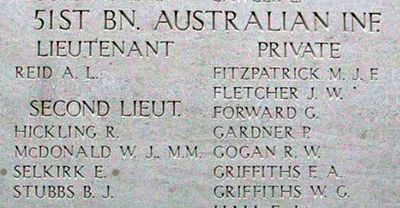 51ST BN. AUSTRALIAN INF.
LIEUTENANT
REID A. L.
SECOND LIEUT.
HICKLING R.
McDONALD W. J., M.M.
SELKIRK E.
STUBBS B. J.
PRIVATE
FITZPATRICK M. J. F.
FLETCHER J. W.
FORWARD G.
GARDNER P.
GOGAN R. W.
GRIFFITHS E. A.
GRIFFITHS W. G.